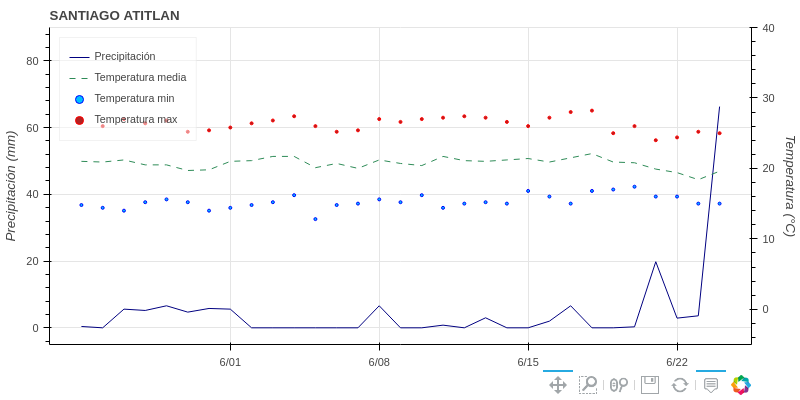 SANTIAGO ATITLAN
Precipitación
Temperatura media
Temperatura min
Temperatura max
Precipitación (mm)
80
60
40
20
0
Temperatura (°C)
40
30
20
10
0
6/01
6/08
6/15
6/22